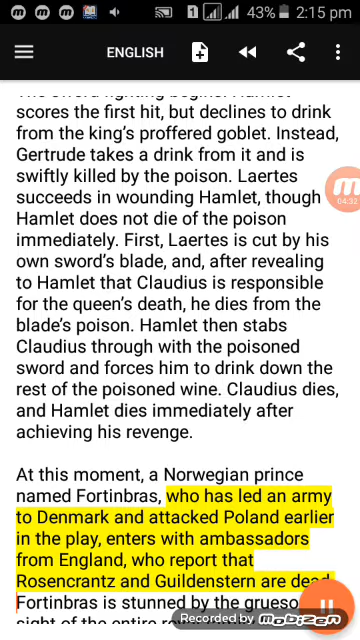 1 43% 2:15 pm
ENGLISH
scores the first hit, but declines to drink
from the king's proffered goblet. Instead,
Gertrude takes a drink from it and is
swiftly killed by the poison. Laertes
succeeds in wounding Hamlet, though
Hamlet does not die of the poison
immediately. First, Laertes is cut by his
own sword's blade, and, after revealing
to Hamlet that Claudius is responsible
for the queen's death, he dies from the
blade's poison. Hamlet then stabs
Claudius through with the poisoned
sword and forces him to drink down the
rest of the poisoned wine. Claudius dies,
and Hamlet dies immediately after
achieving his revenge.
At this moment, a Norwegian prince
named Fortinbras, who has led an army
to Denmark and attacked Poland earlier
in the play, enters with ambassadors
from England, who report that
Rosencrantz and Guildenstern are dead.
Fortinbras is stunned by the grueso
sight of the entire
04:32
Recorded by mobizen